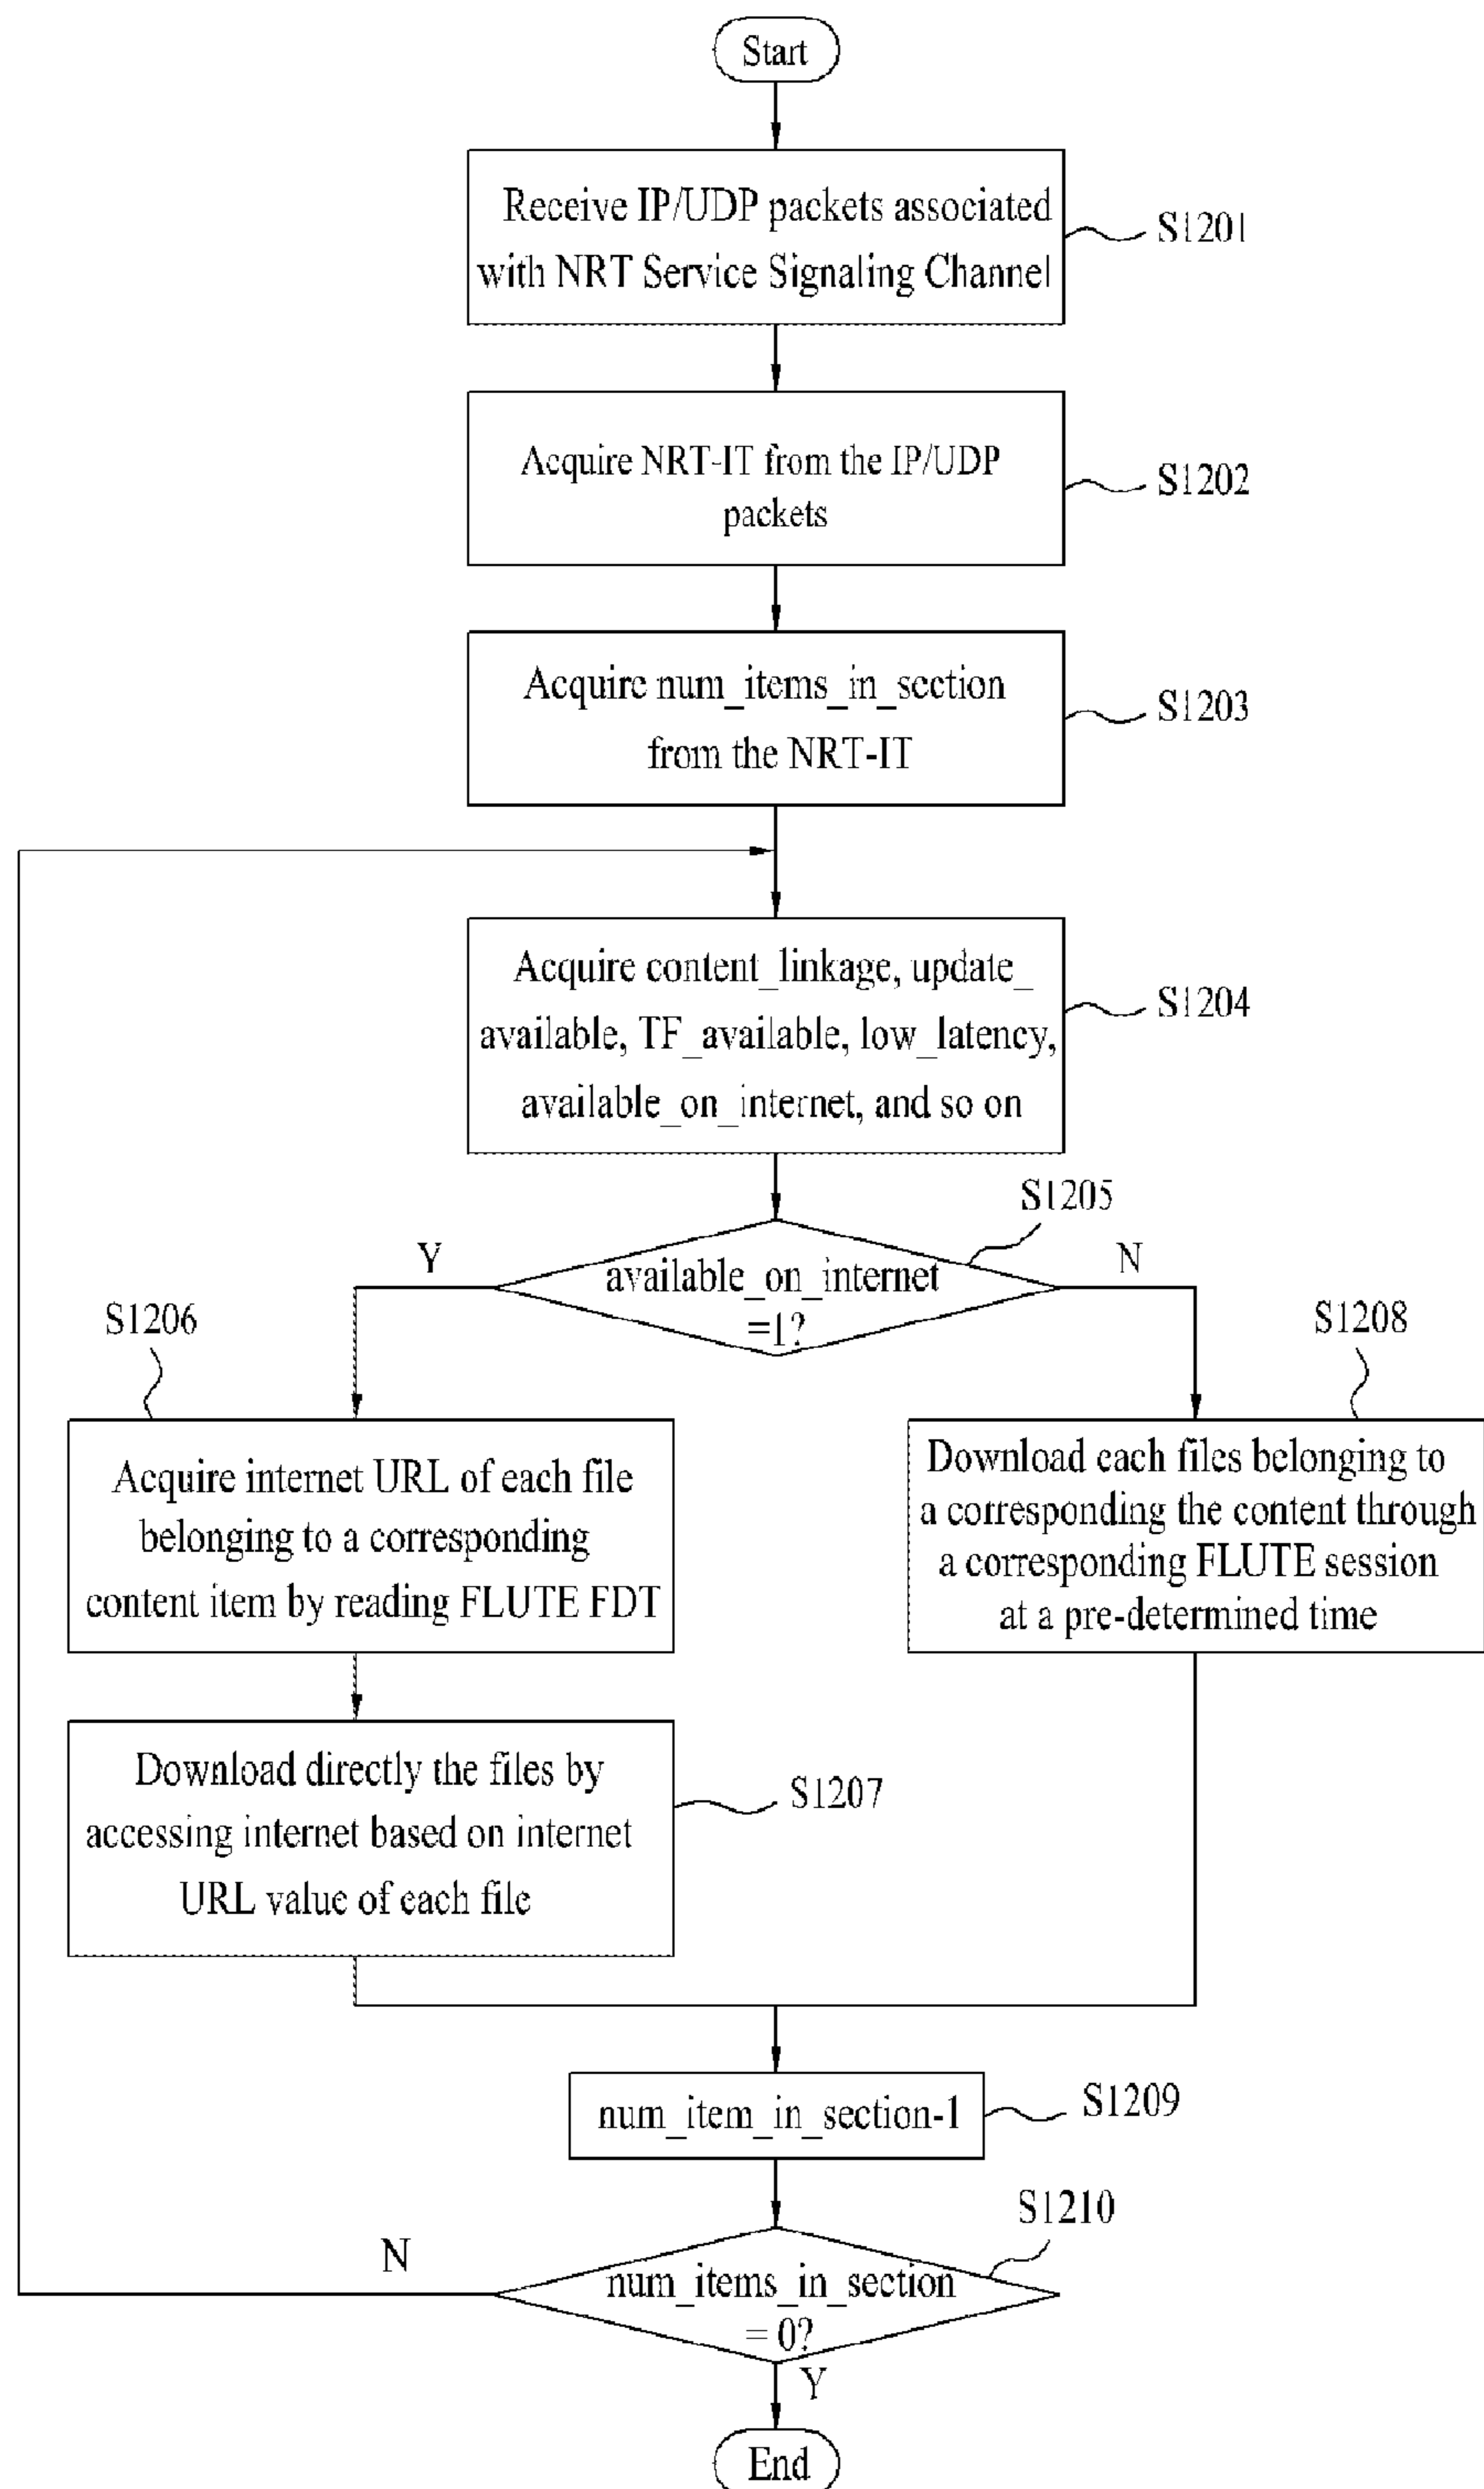 Start
Receive IP/UDP packets associated
with NRT Service Signaling Channel
S1201
Acquire NRT-IT from the IP/UDP
packets
S1202
Acquire num_items_in_section
from the NRT-IT
S1203
Acquire content_linkage, update_
available, TF_available, low_latency,
available_on_internet, and so on
S1204
S1205
available_on_internet
=1?
Y
N
S1206
Acquire internet URL of each file
belonging to a corresponding
content item by reading FLUTE FDT
S1208
Download each files belonging to
a corresponding the content through
a corresponding FLUTE session
at a pre-determined time
Download directly the files by
accessing internet based on internet
URL value of each file
S1207
num_item_in_section-1
S1209
S1210
num_items_in_section
= 0?
N
Y
End